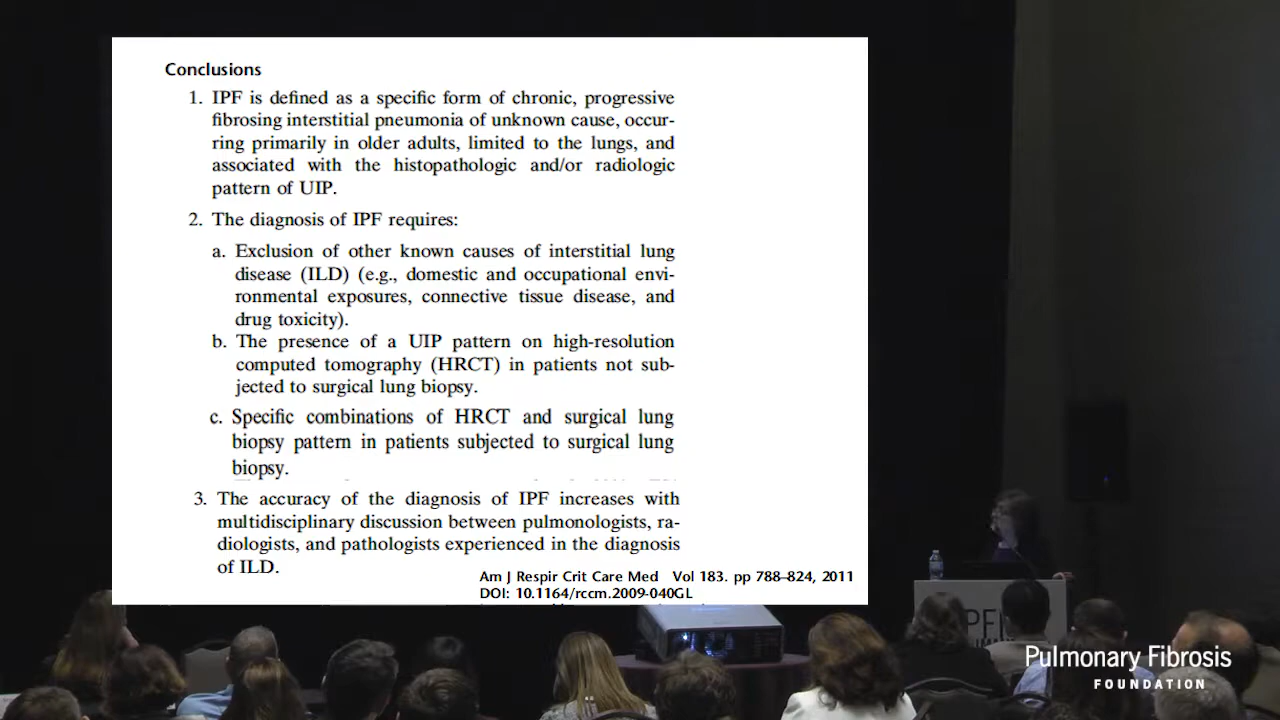 Conclusions
1. IPF is defined as a specific form of chronic, progressive
fibrosing interstitial pneumonia of unknown cause, occur-
ring primarily in older adults, limited to the lungs, and
associated with the histopathologic and/or radiologic
pattern of UIP.
2. The diagnosis of IPF requires:
a. Exclusion of other known causes of interstitial lung
disease (ILD) (e.g., domestic and occupational envi-
ronmental exposures, connective tissue disease, and
drug toxicity).
b. The presence of a UIP pattern on high-resolution
computed tomography (HRCT) in patients not sub-
jected to surgical lung biopsy.
c. Specific combinations of HRCT and surgical lung
biopsy pattern in patients subjected to surgical lung
biopsy.
3. The accuracy of the diagnosis of IPF increases with
multidisciplinary discussion between pulmonologists, ra-
diologists, and pathologists experienced in the diagnosis
of ILD.
Am J Respir Crit Care Med Vol 183. pp 788–824, 2011
DOI: 10.1164/rccm.2009-040GL
PF
Pulmonary Fibrosis
FOUNDATION